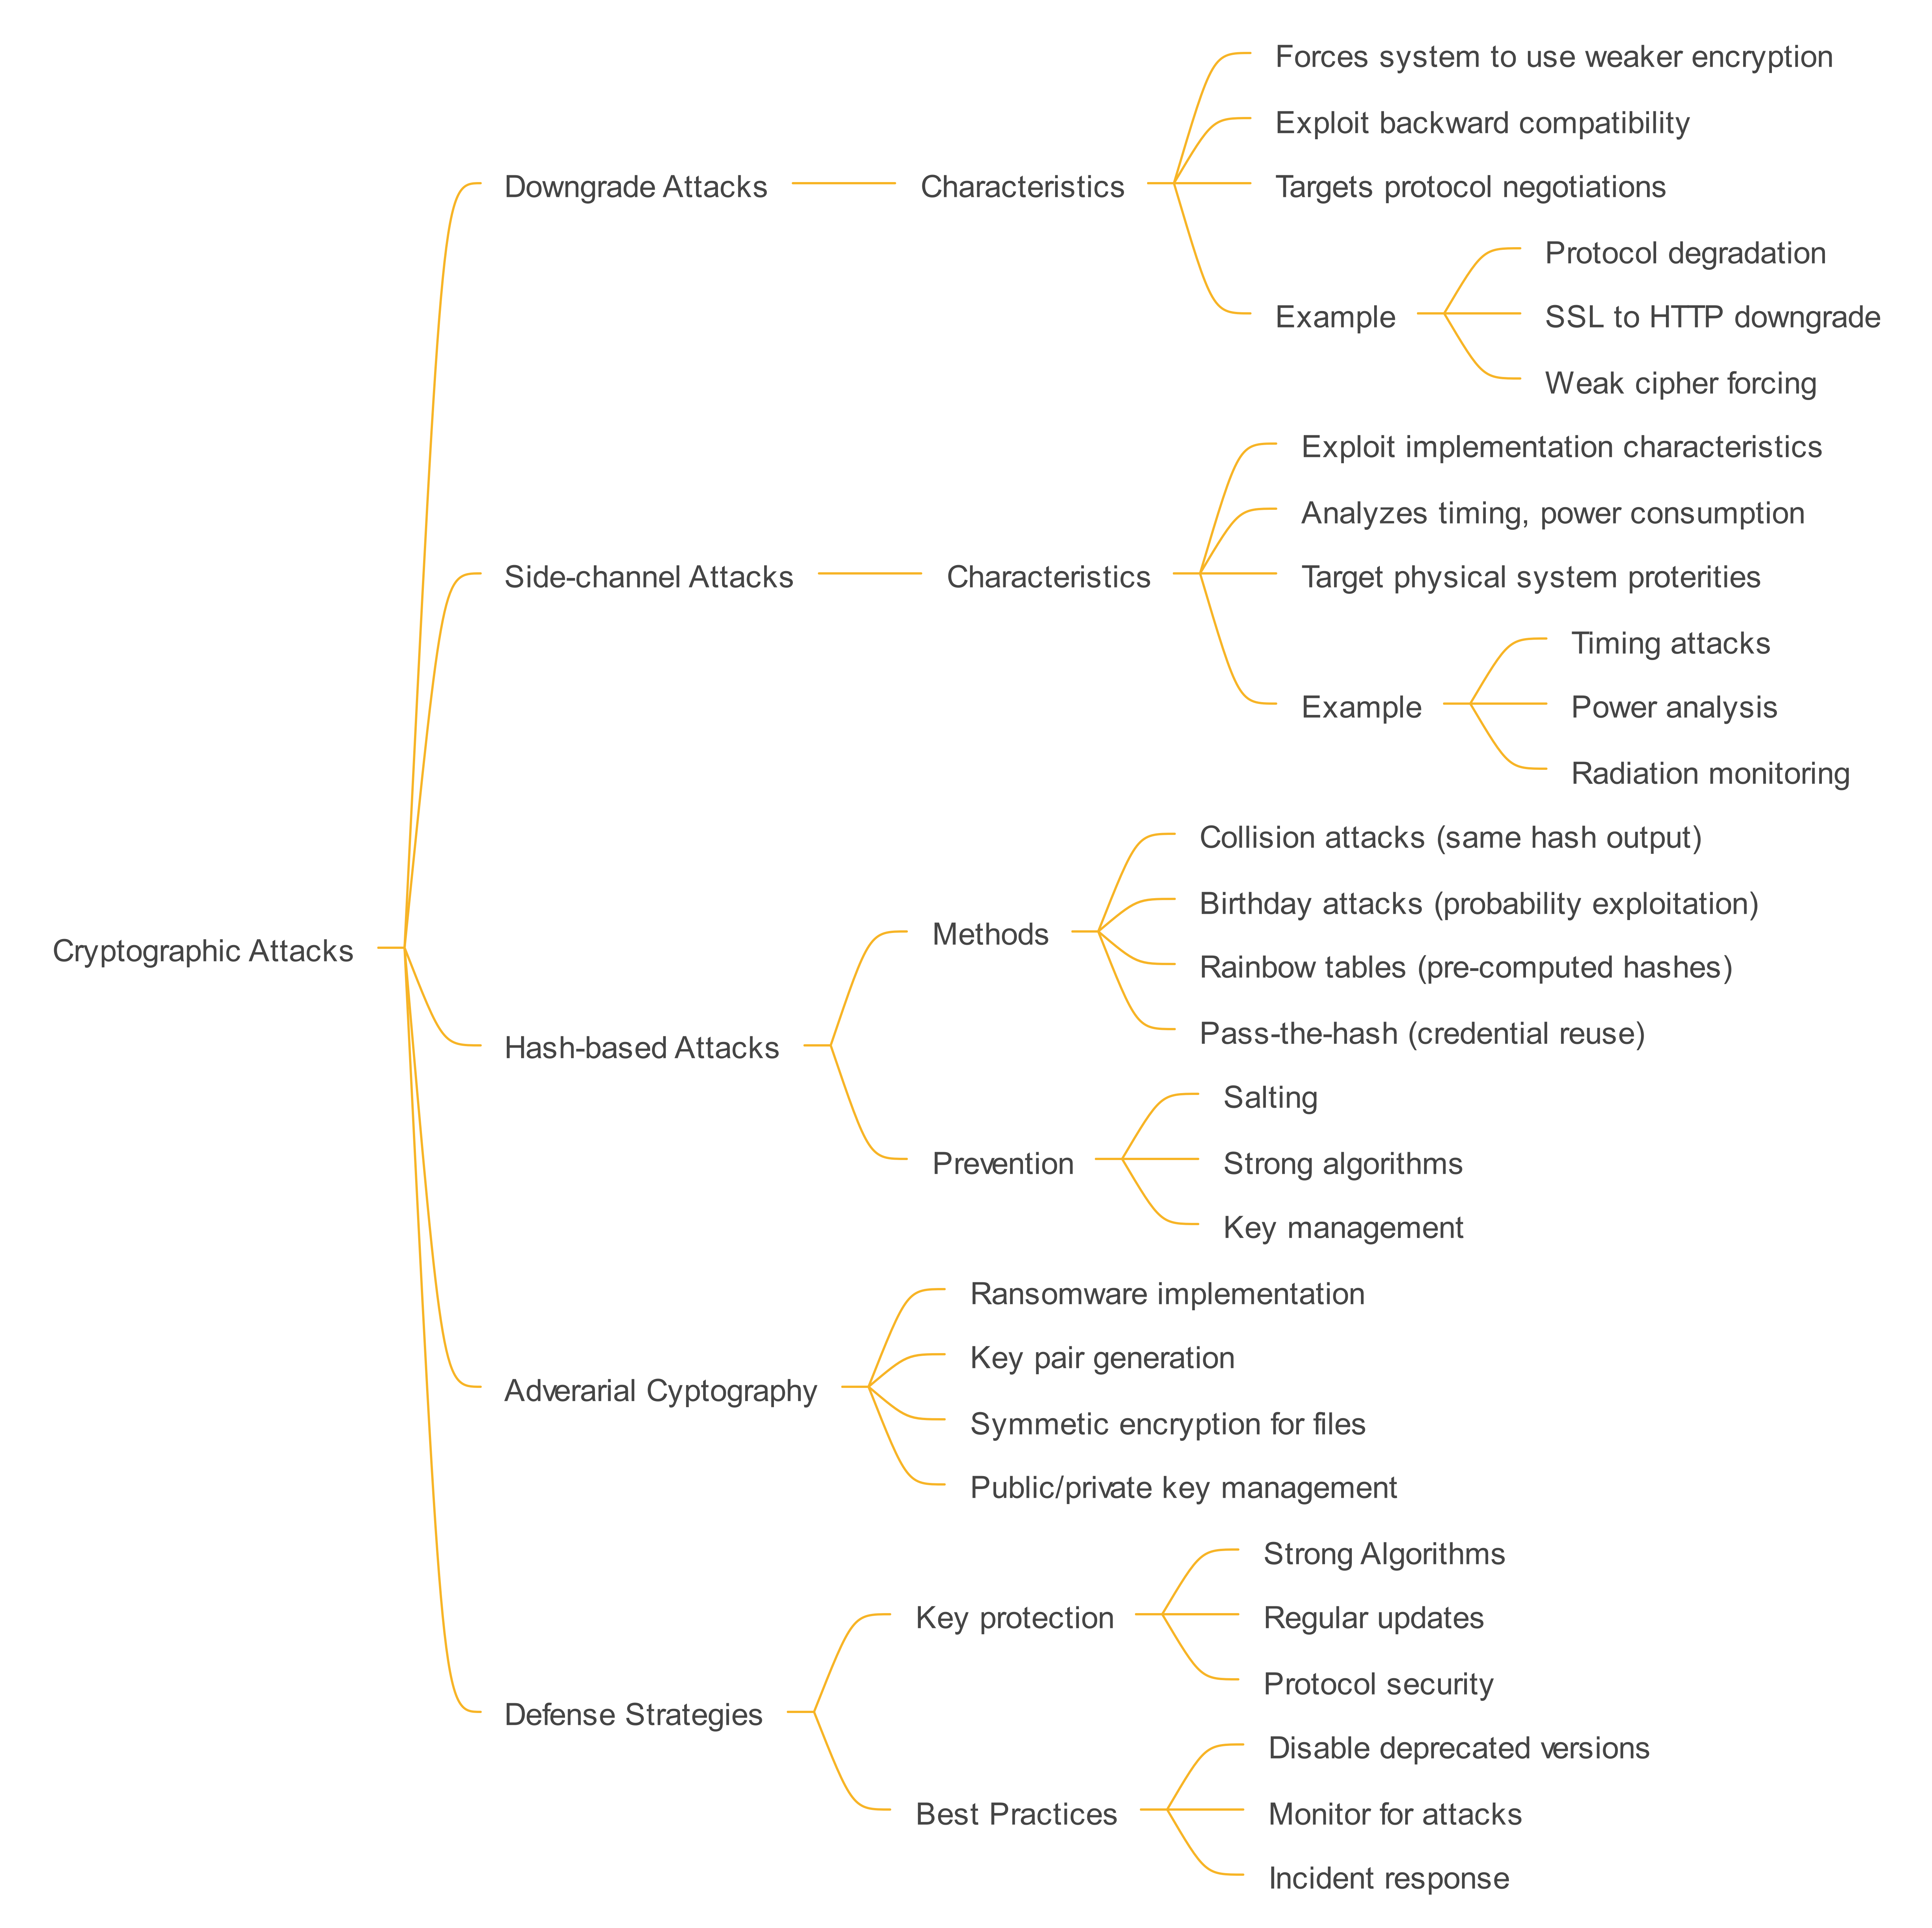 Cryptographic Attacks
Downgrade Attacks
Characteristics
Forces system to use weaker encryption
Exploit backward compatibility
Targets protocol negotiations
Example
Protocol degradation
SSL to HTTP downgrade
Weak cipher forcing
Side-channel Attacks
Characteristics
Exploit implementation characteristics
Analyzes timing, power consumption
Target physical system proterities
Example
Timing attacks
Power analysis
Radiation monitoring
Hash-based Attacks
Methods
Collision attacks (same hash output)
Birthday attacks (probability exploitation)
Rainbow tables (pre-computed hashes)
Pass-the-hash (credential reuse)
Prevention
Salting
Strong algorithms
Key management
Adverarial Cyptography
Ransomware implementation
Key pair generation
Symmetic encryption for files
Public/private key management
Defense Strategies
Key protection
Strong Algorithms
Regular updates
Protocol security
Best Practices
Disable deprecated versions
Monitor for attacks
Incident response